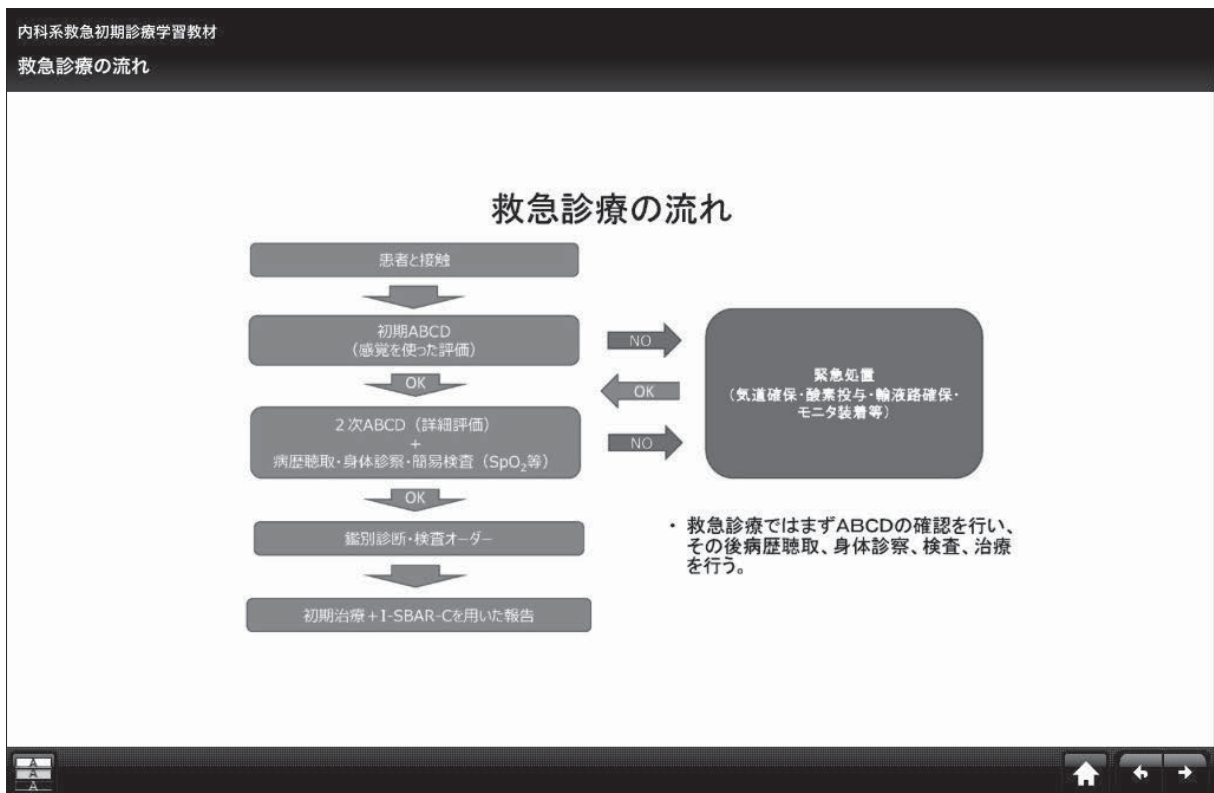 内科系救急初期診療学習教材
救急診療の流れ
救急診療の流れ
患者と接触
初期ABCD
(感覚を使った評価)
NO
OK
OK
緊急処置
(気道確保・酸素投与・輸液路確保・
モニタ装着等)
2次ABCD(詳細評価)
+
病歴聴取・身体診察・簡易検査(SpO₂等)
NO
OK
鑑別診断・検査オーダー
初期治療+I-SBAR-Cを用いた報告
・救急診療ではまずABCDの確認を行い、
その後病歴聴取、身体診察、検査、治療
を行う。
A
A
A